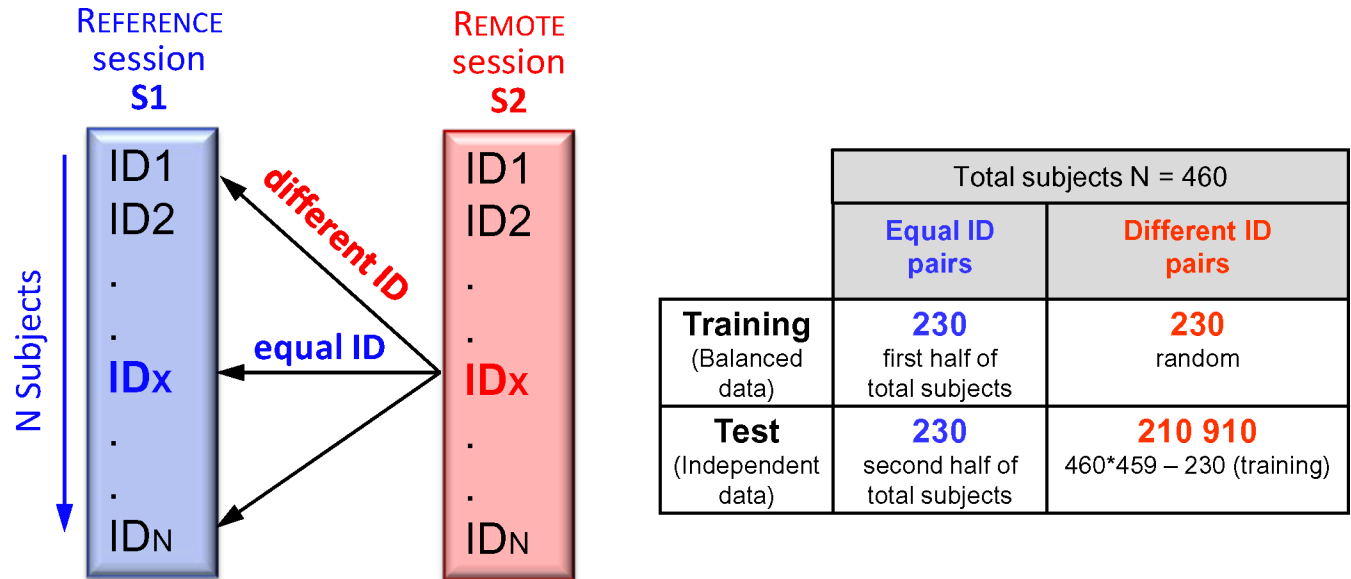 REFERENCE
session
S1
REMOTE
session
S2
N Subjects
ID1
ID2
.
.
IDx
.
.
IDN
different ID
equal ID
ID1
ID2
.
.
IDx
.
.
IDN
Total subjects N = 460
Equal ID
pairs
Different ID
pairs
Training
(Balanced
data)
230
first half of
total subjects
230
random
Test
(Independent
data)
230
second half of
total subjects
210 910
460*459 – 230 (training)